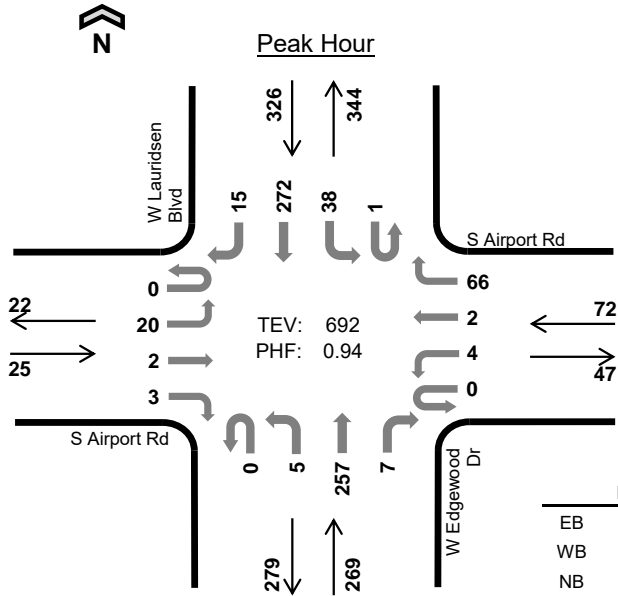 N
Peak Hour
326
344
W Lauridsen
Blvd
15
272
38
1
S Airport Rd
0
66
22
20
TEV: 692
2
72
25
2
PHF: 0.94
4
47
3
0
S Airport Rd
0
5
257
7
W Edgewood
Dr
279
269
EB
WB
NB